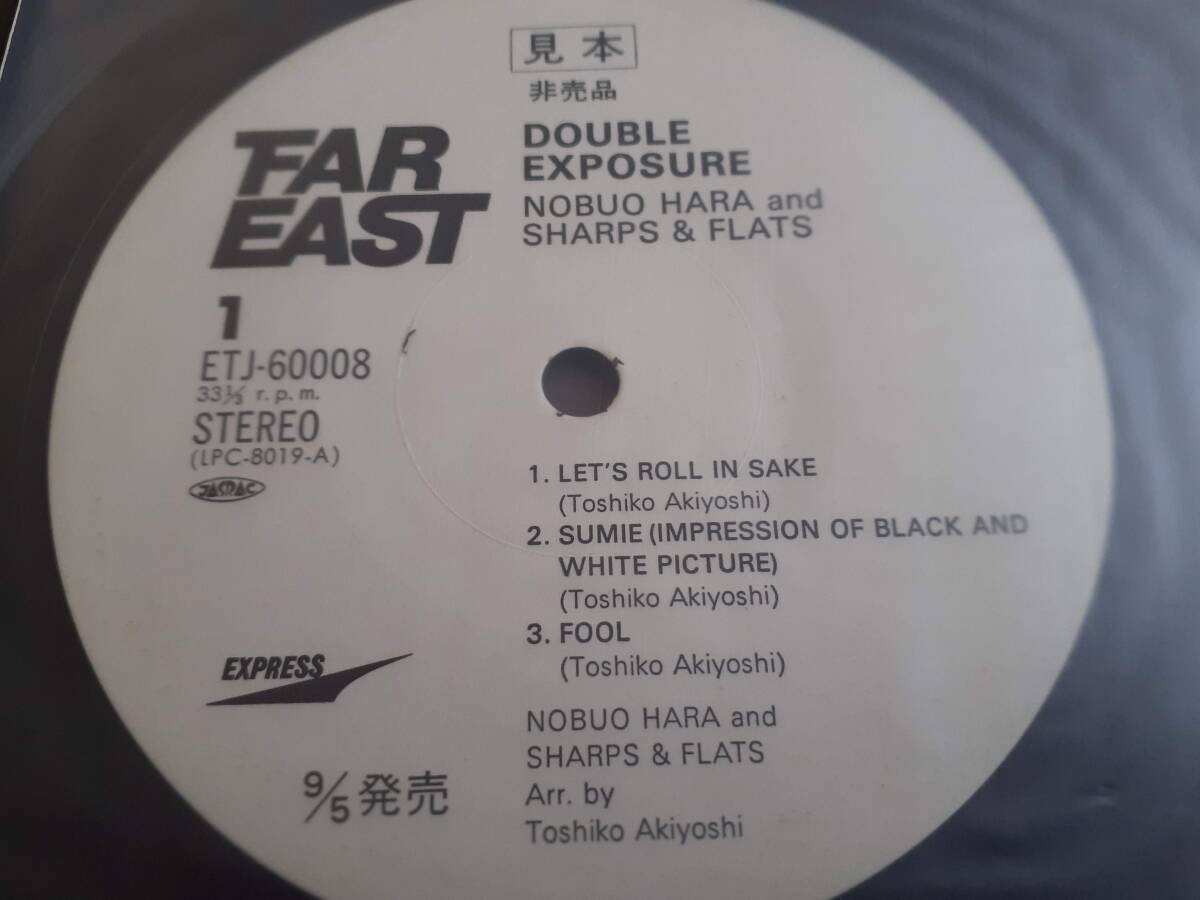 見本
非売品
FAR
EAST
DOUBLE
EXPOSURE
NOBUO HARA and
SHARPS & FLATS
1
ETJ-60008
33⅓ r.p.m.
STEREO
(LPC-8019-A)
JASRAC
1. LET'S ROLL IN SAKE
(Toshiko Akiyoshi)
2. SUMIE (IMPRESSION OF BLACK AND
WHITE PICTURE)
(Toshiko Akiyoshi)
3. FOOL
(Toshiko Akiyoshi)
EXPRESS
NOBUO HARA and
SHARPS & FLATS
Arr. by
Toshiko Akiyoshi
9/5発売